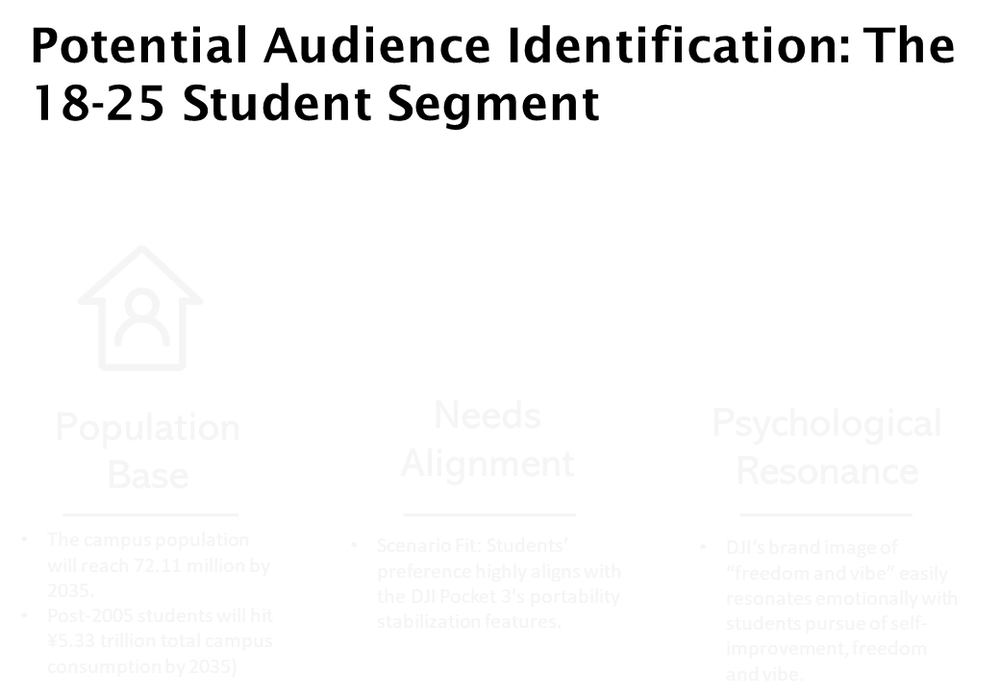 Potential Audience Identification: The
18-25 Student Segment
Population
Base
• The campus population
will reach 72.11 million by
2035.
• Post-2005 students will hit
¥5.33 trillion total campus
consumption by 2035)
Needs
Alignment
• Scenario Fit: Students’
preference highly aligns with
the DJI Pocket 3's portability
stabilization features.
Psychological
Resonance
• DJI’s brand image of
“freedom and vibe” easily
resonates emotionally with
students pursue of self-
improvement, freedom
and vibe.